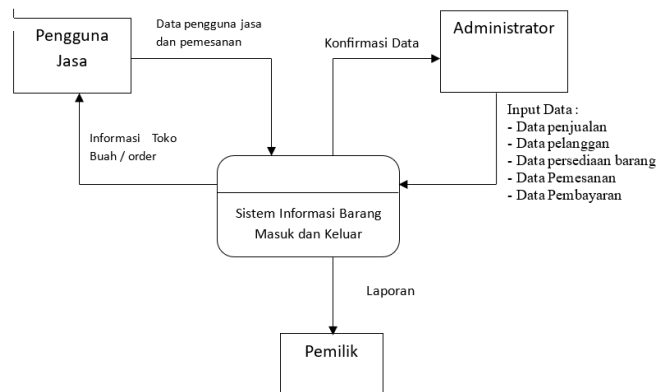 Pengguna
Jasa
Data pengguna jasa
dan pemesanan
Konfirmasi Data
Administrator
Informasi Toko
Buah / order
Input Data :
- Data penjualan
- Data pelanggan
- Data persediaan barang
- Data Pemesanan
- Data Pembayaran
Sistem Informasi Barang
Masuk dan Keluar
Laporan
Pemilik